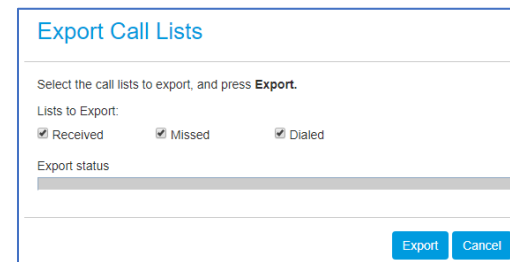 Export Call Lists
Select the call lists to export, and press Export.
Lists to Export:
Received Missed Dialed
Export status
Export Cancel